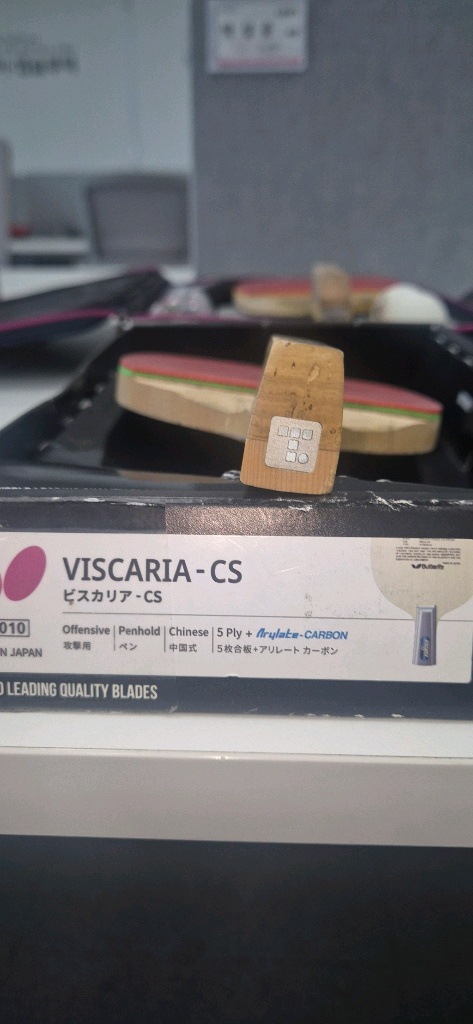 VISCARIA - CS
ビスカリア - CS
010
N JAPAN
Offensive
攻撃用
Penhold
ペン
Chinese
中国式
5 Ply + Arylate-CARBON
5枚合板+アリレート カーボン
Butterfly
O LEADING QUALITY BLADES